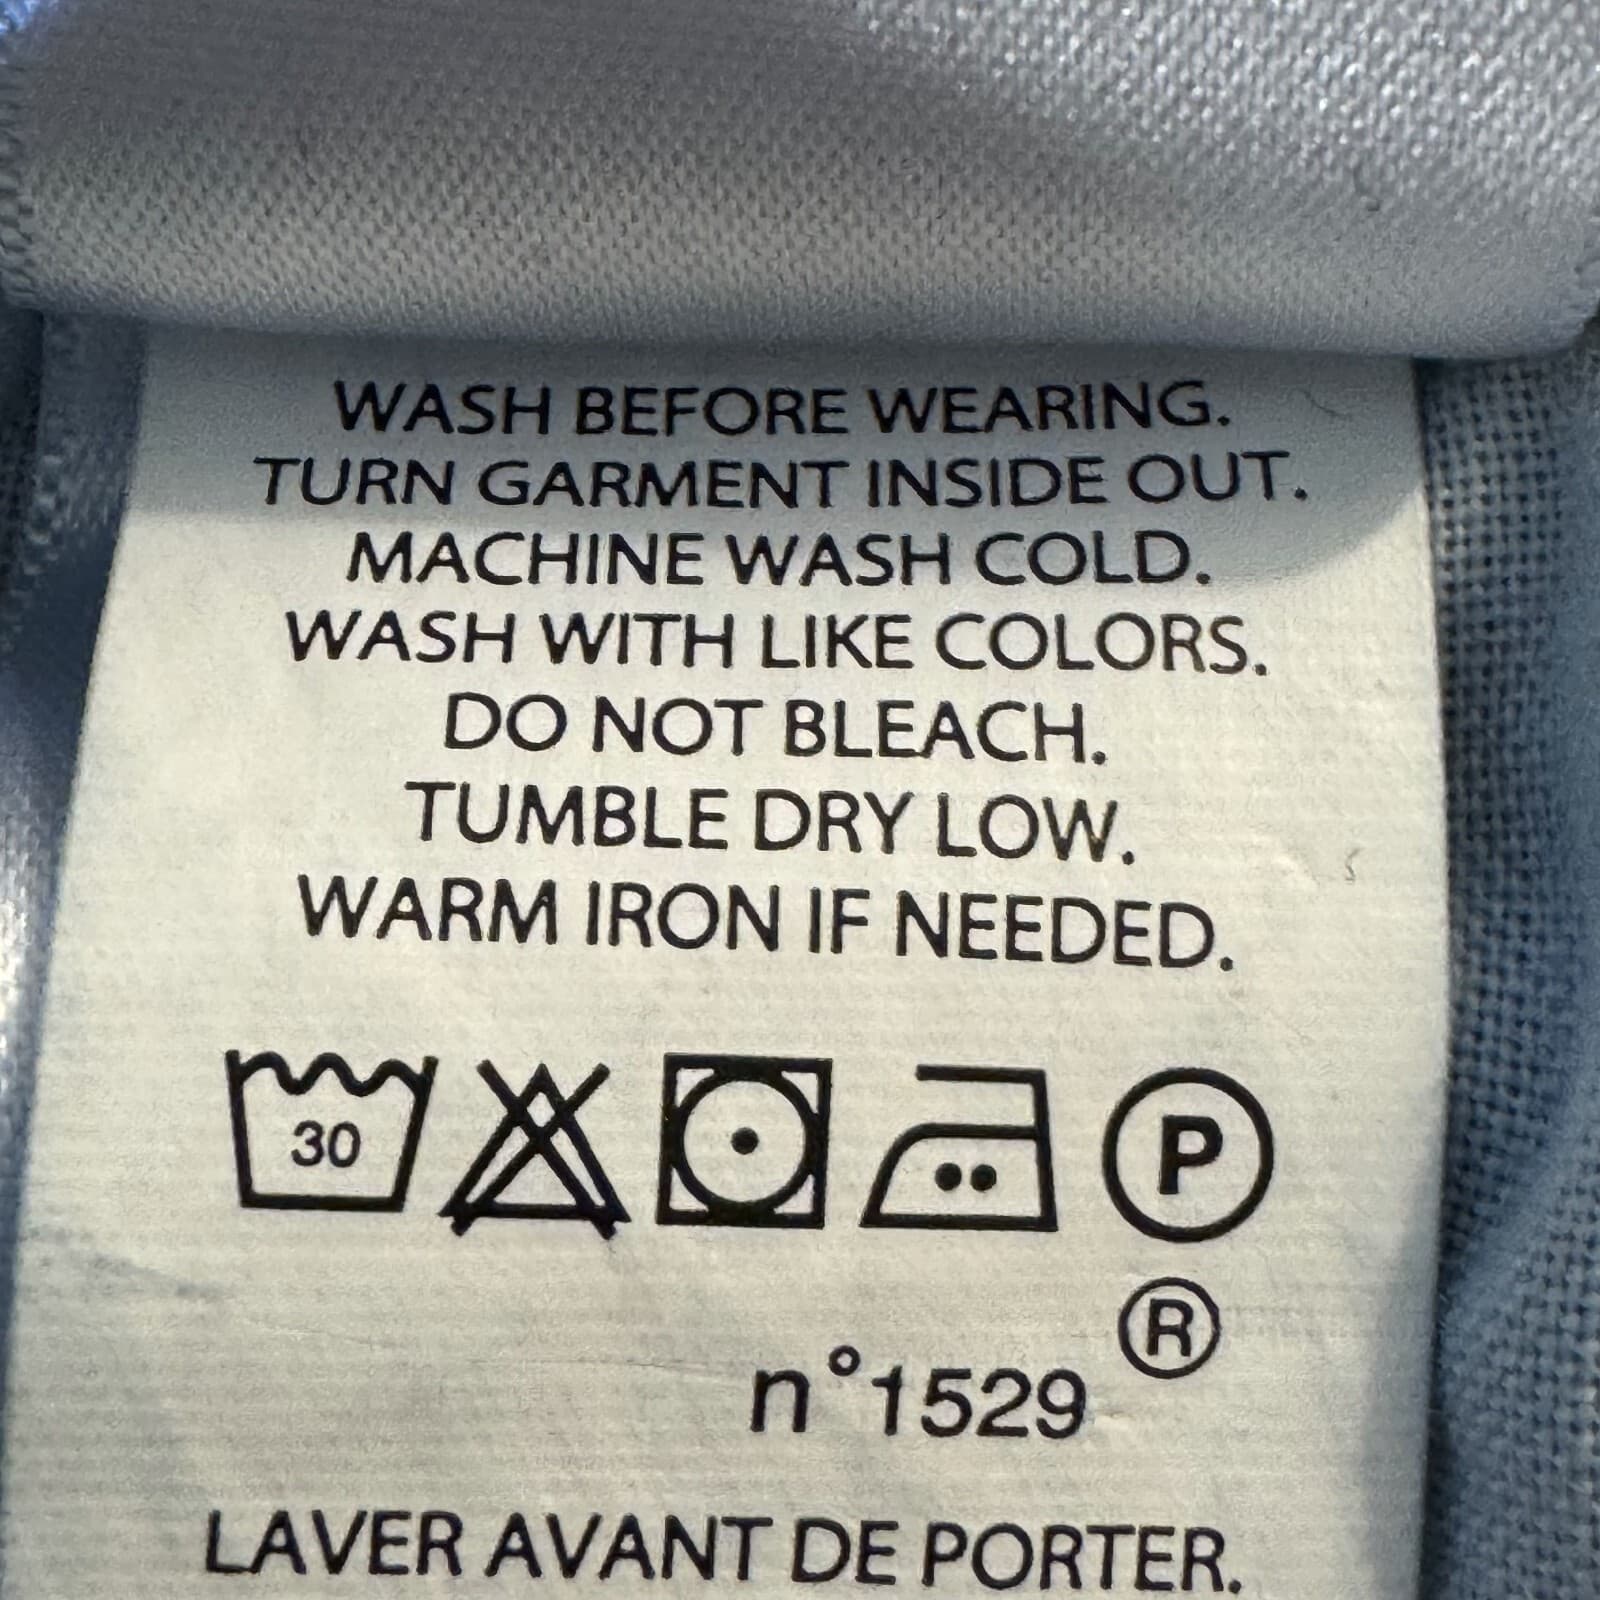 WASH BEFORE WEARING.
TURN GARMENT INSIDE OUT.
MACHINE WASH COLD.
WASH WITH LIKE COLORS.
DO NOT BLEACH.
TUMBLE DRY LOW.
WARM IRON IF NEEDED.
30 P
®
n°1529
LAVER AVANT DE PORTER.